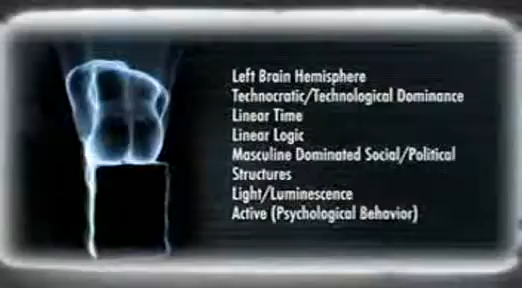 Left Brain Hemisphere
Technocratic/Technological Dominance
Linear Time
Linear Logic
Masculine Dominated Social/Political
Structures
Light/Luminescence
Active (Psychological Behavior)